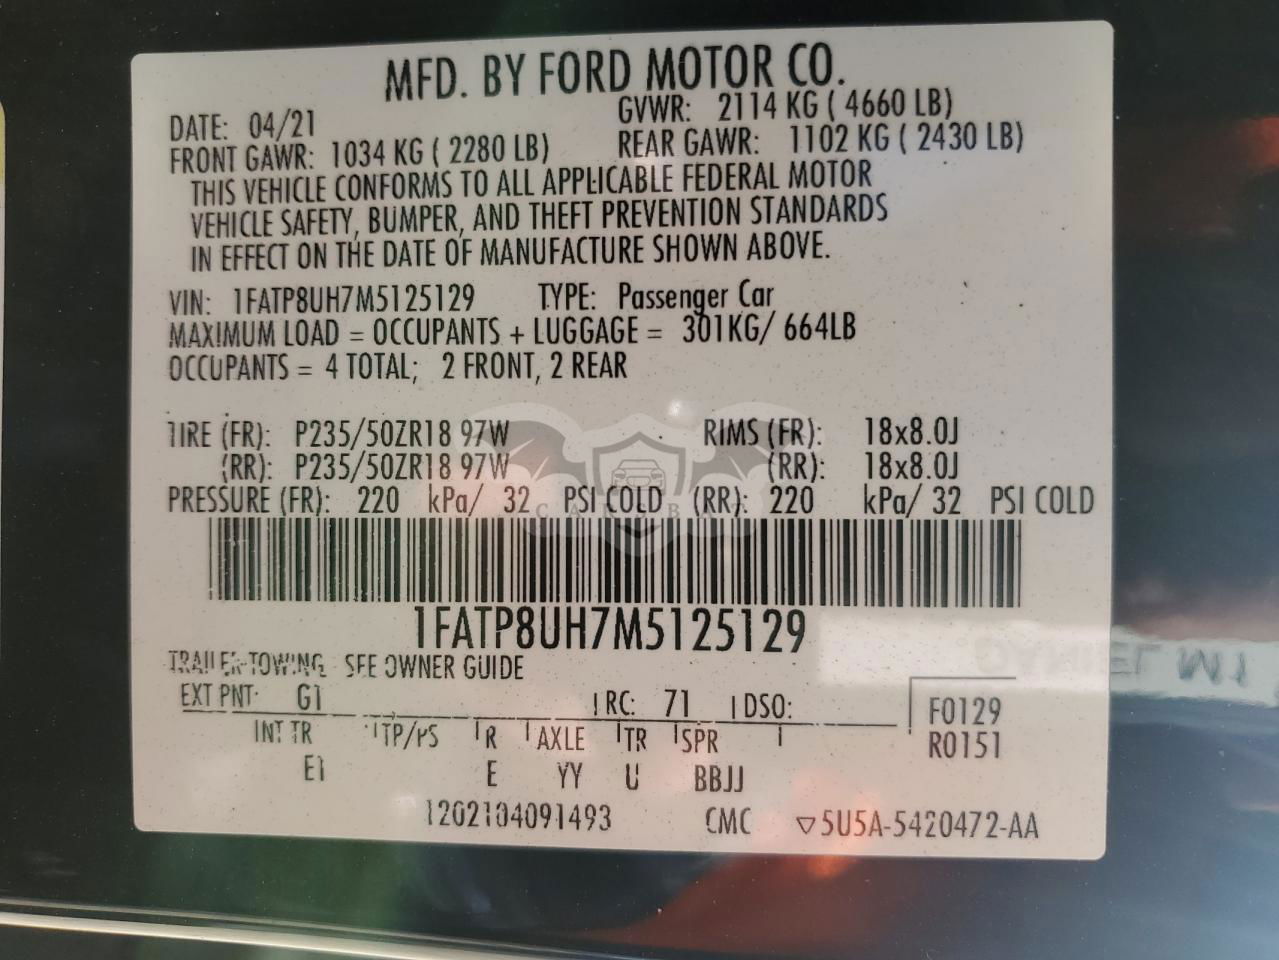 MFD. BY FORD MOTOR CO.
DATE: 04/21 GVWR: 2114 KG ( 4660 LB)
FRONT GAWR: 1034 KG ( 2280 LB) REAR GAWR: 1102 KG ( 2430 LB)
THIS VEHICLE CONFORMS TO ALL APPLICABLE FEDERAL MOTOR
VEHICLE SAFETY, BUMPER, AND THEFT PREVENTION STANDARDS
IN EFFECT ON THE DATE OF MANUFACTURE SHOWN ABOVE.
VIN: 1FATP8UH7M5125129 TYPE: Passenger Car
MAXIMUM LOAD = OCCUPANTS + LUGGAGE = 301KG/ 664LB
OCCUPANTS = 4 TOTAL; 2 FRONT, 2 REAR
TIRE (FR): P235/50ZR18 97W RIMS (FR): 18x8.0J
(RR): P235/50ZR18 97W (RR): 18x8.0J
PRESSURE (FR): 220 kPa/ 32 PSI COLD (RR): 220 kPa/ 32 PSI COLD
1FATP8UH7M5125129
TRAILER-TOWING - SEE OWNER GUIDE
EXT PNT: G1 RC: 71 DSO: F0129
INT TR TP/PS R AXLE TR SPR R0151
E1 E YY U BBJJ
1202104091493 CMC ▽5U5A-5420472-AA